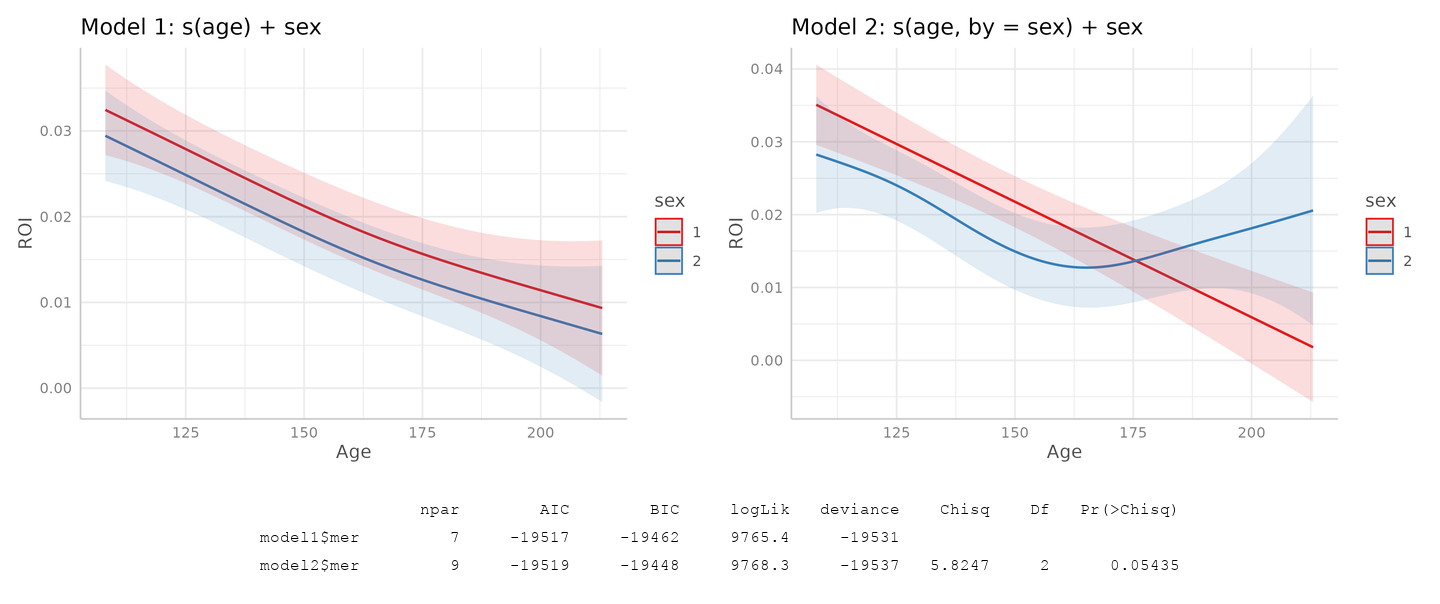 Model 1: s(age) + sex
0.03
0.02
0.01
0.00
ROI
125 150 175 200
Age
sex
1
2
Model 2: s(age, by = sex) + sex
0.04
0.03
0.02
0.01
0.00
ROI
125 150 175 200
Age
sex
1
2
npar AIC BIC logLik deviance Chisq Df Pr(>Chisq)
model1$mer 7 -19517 -19462 9765.4 -19531
model2$mer 9 -19519 -19448 9768.3 -19537 5.8247 2 0.05435